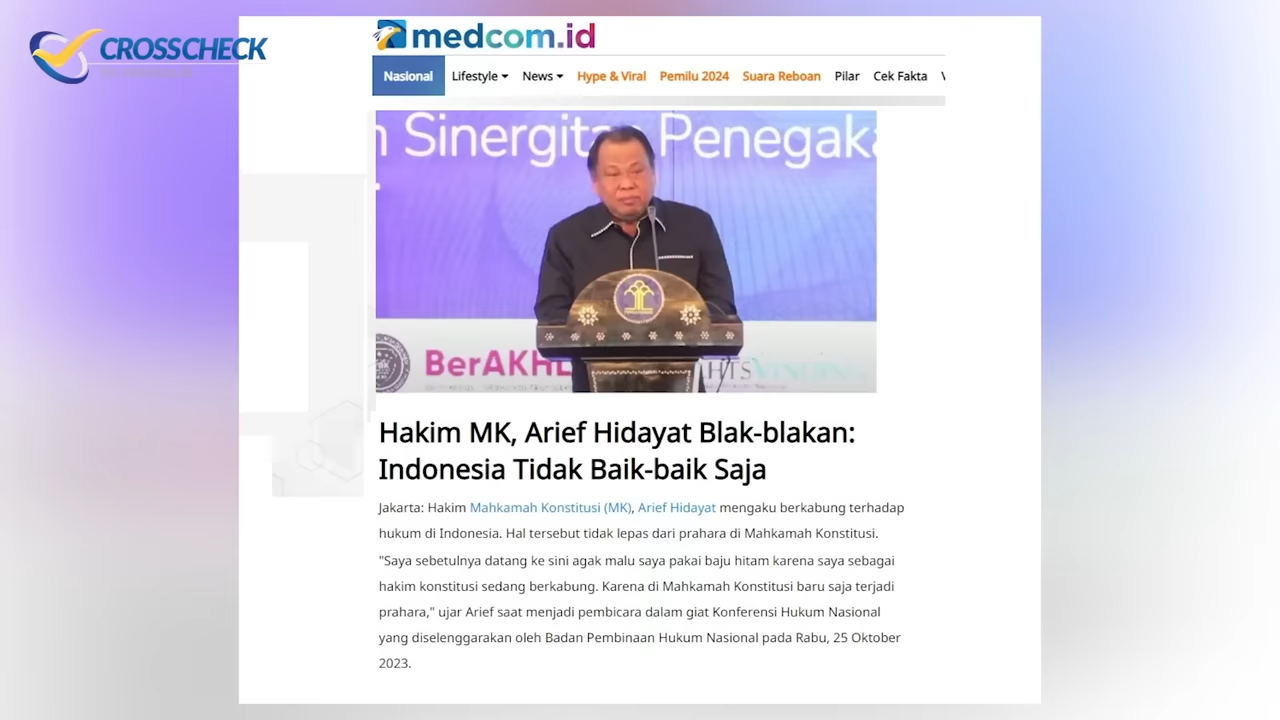 CROSSCHECK
medcom.id
Nasional Lifestyle News Hype & Viral Pemilu 2024 Suara Reboan Pilar Cek Fakta
Sinergitas Penegaka
BerAKHL
Hakim MK, Arief Hidayat Blak-blakan:
Indonesia Tidak Baik-baik Saja
Jakarta: Hakim Mahkamah Konstitusi (MK), Arief Hidayat mengaku berkabung terhadap
hukum di Indonesia. Hal tersebut tidak lepas dari prahara di Mahkamah Konstitusi.
"Saya sebetulnya datang ke sini agak malu saya pakai baju hitam karena saya sebagai
hakim konstitusi sedang berkabung. Karena di Mahkamah Konstitusi baru saja terjadi
prahara," ujar Arief saat menjadi pembicara dalam giat Konferensi Hukum Nasional
yang diselenggarakan oleh Badan Pembinaan Hukum Nasional pada Rabu, 25 Oktober
2023.